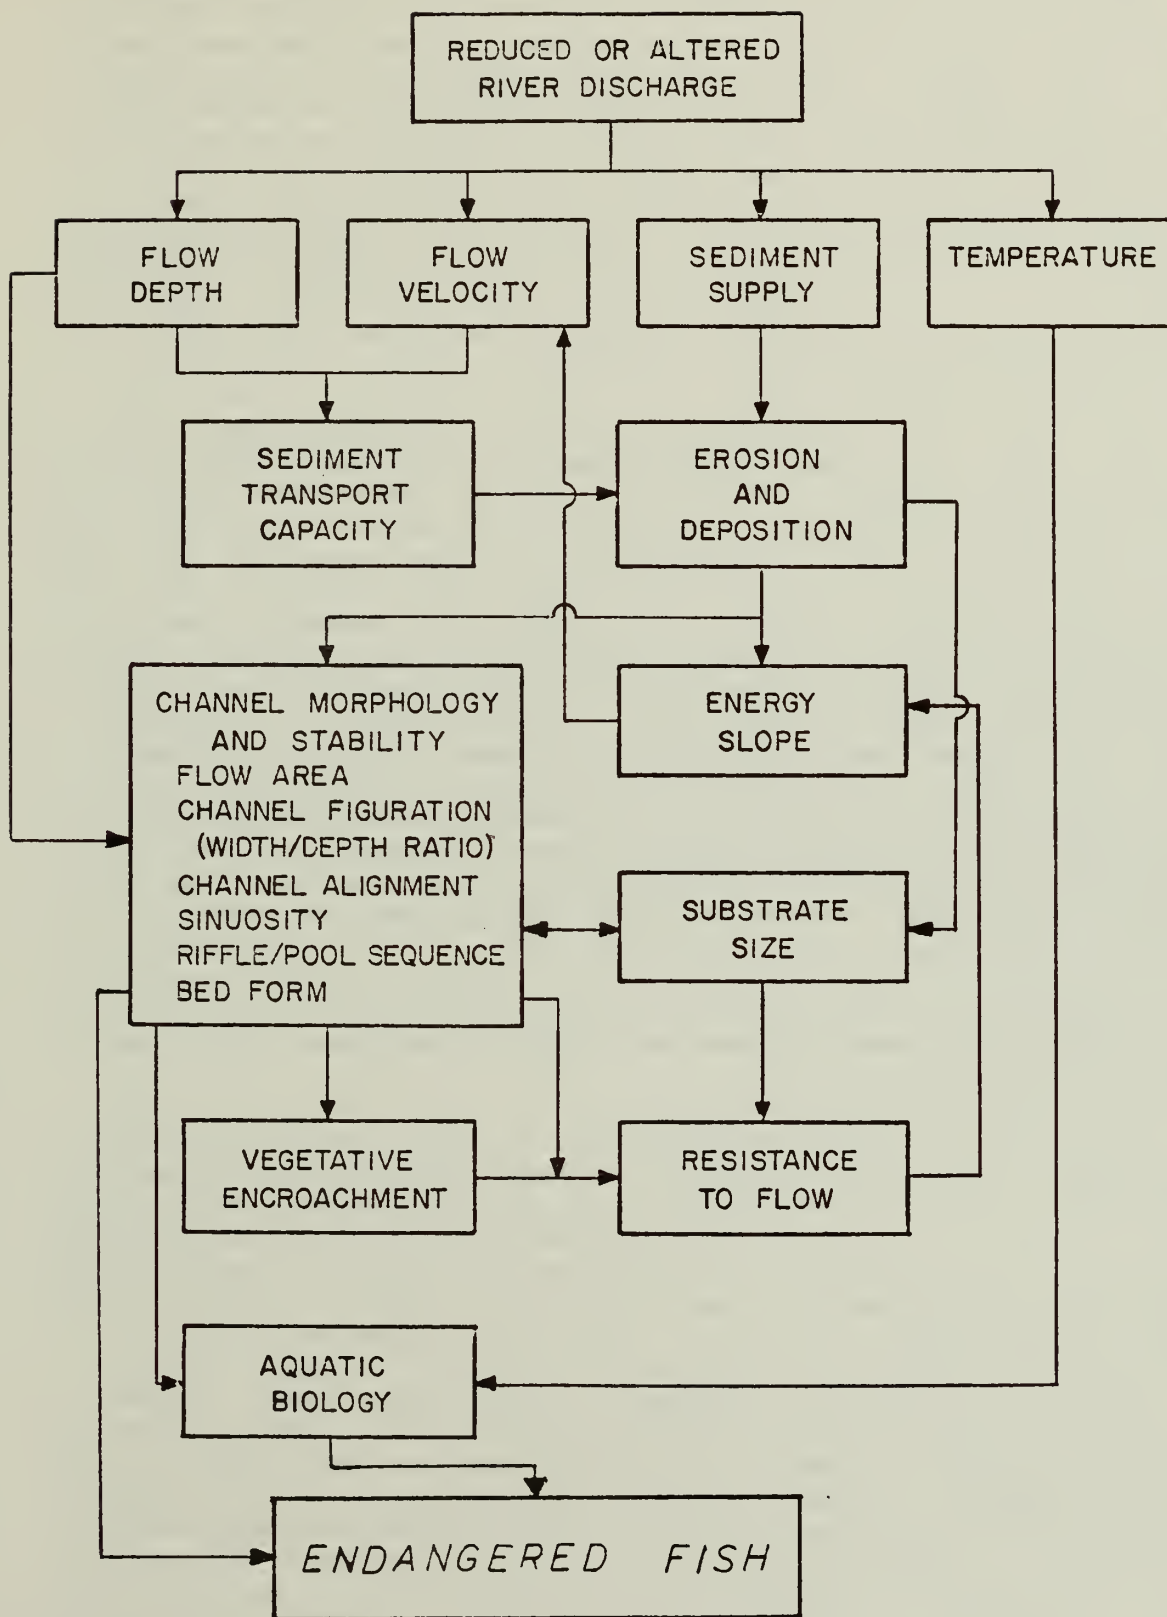 REDUCED OR ALTERED
RIVER DISCHARGE
FLOW
DEPTH
FLOW
VELOCITY
SEDIMENT
SUPPLY
TEMPERATURE
SEDIMENT
TRANSPORT
CAPACITY
EROSION
AND
DEPOSITION
CHANNEL MORPHOLOGY
AND STABILITY
FLOW AREA
CHANNEL FIGURATION
(WIDTH/DEPTH RATIO)
CHANNEL ALIGNMENT
SINUOSITY
RIFFLE/POOL SEQUENCE
BED FORM
ENERGY
SLOPE
SUBSTRATE
SIZE
VEGETATIVE
ENCROACHMENT
RESISTANCE
TO FLOW
AQUATIC
BIOLOGY
ENDANGERED FISH